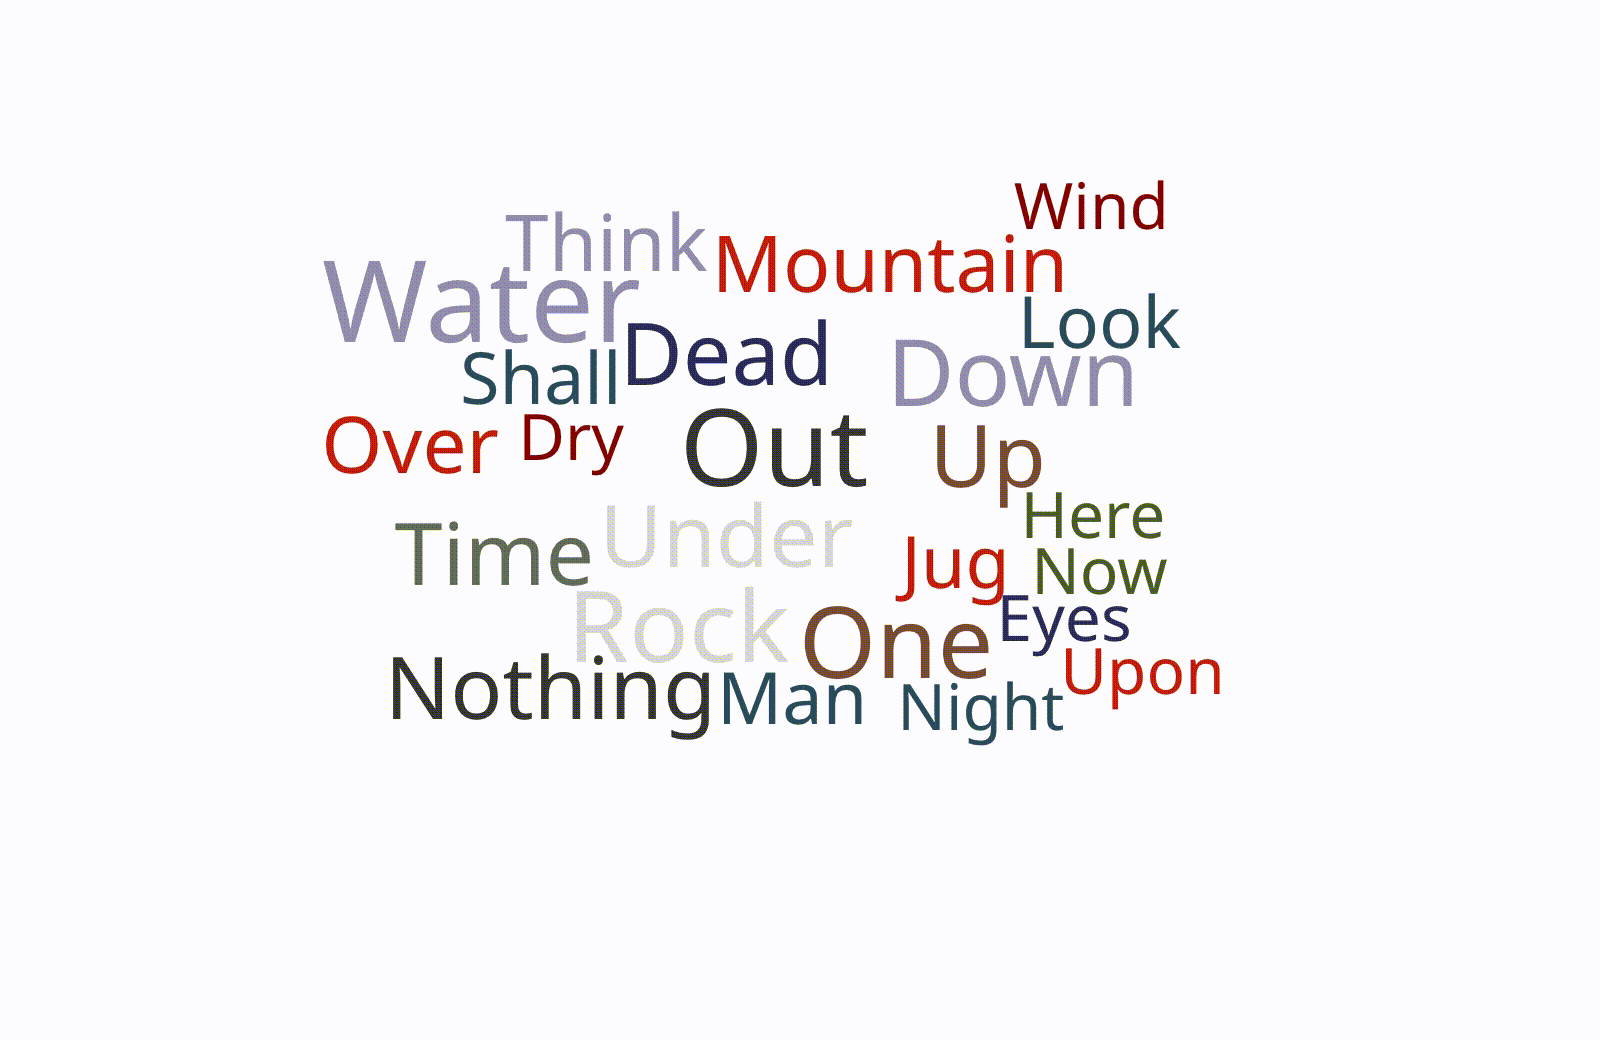 Wind
Think Mountain
Water Look
Dead Down
Shall
Over Dry Out Up
Here
Time Under Jug Now
Rock One Eyes
Nothing Man Night Upon